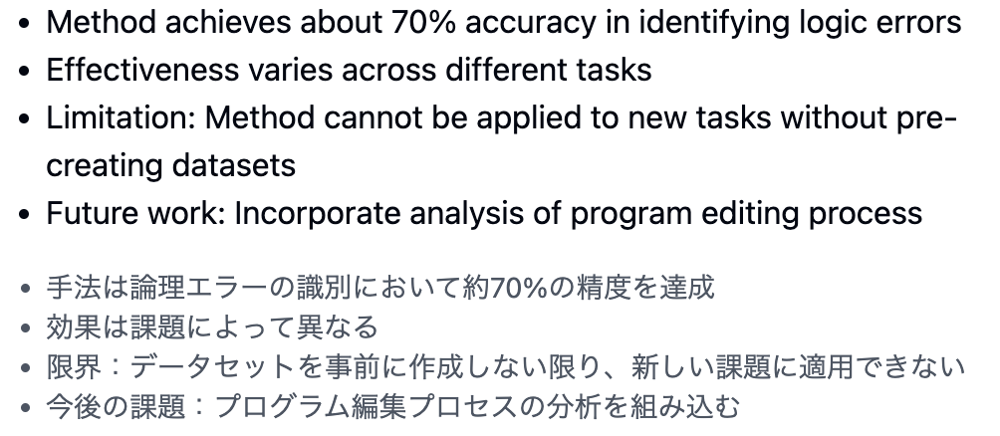 • Method achieves about 70% accuracy in identifying logic errors
• Effectiveness varies across different tasks
• Limitation: Method cannot be applied to new tasks without pre-
creating datasets
• Future work: Incorporate analysis of program editing process
• 手法は論理エラーの識別において約70%の精度を達成
• 効果は課題によって異なる
• 限界：データセットを事前に作成しない限り、新しい課題に適用できない
• 今後の課題：プログラム編集プロセスの分析を組み込む